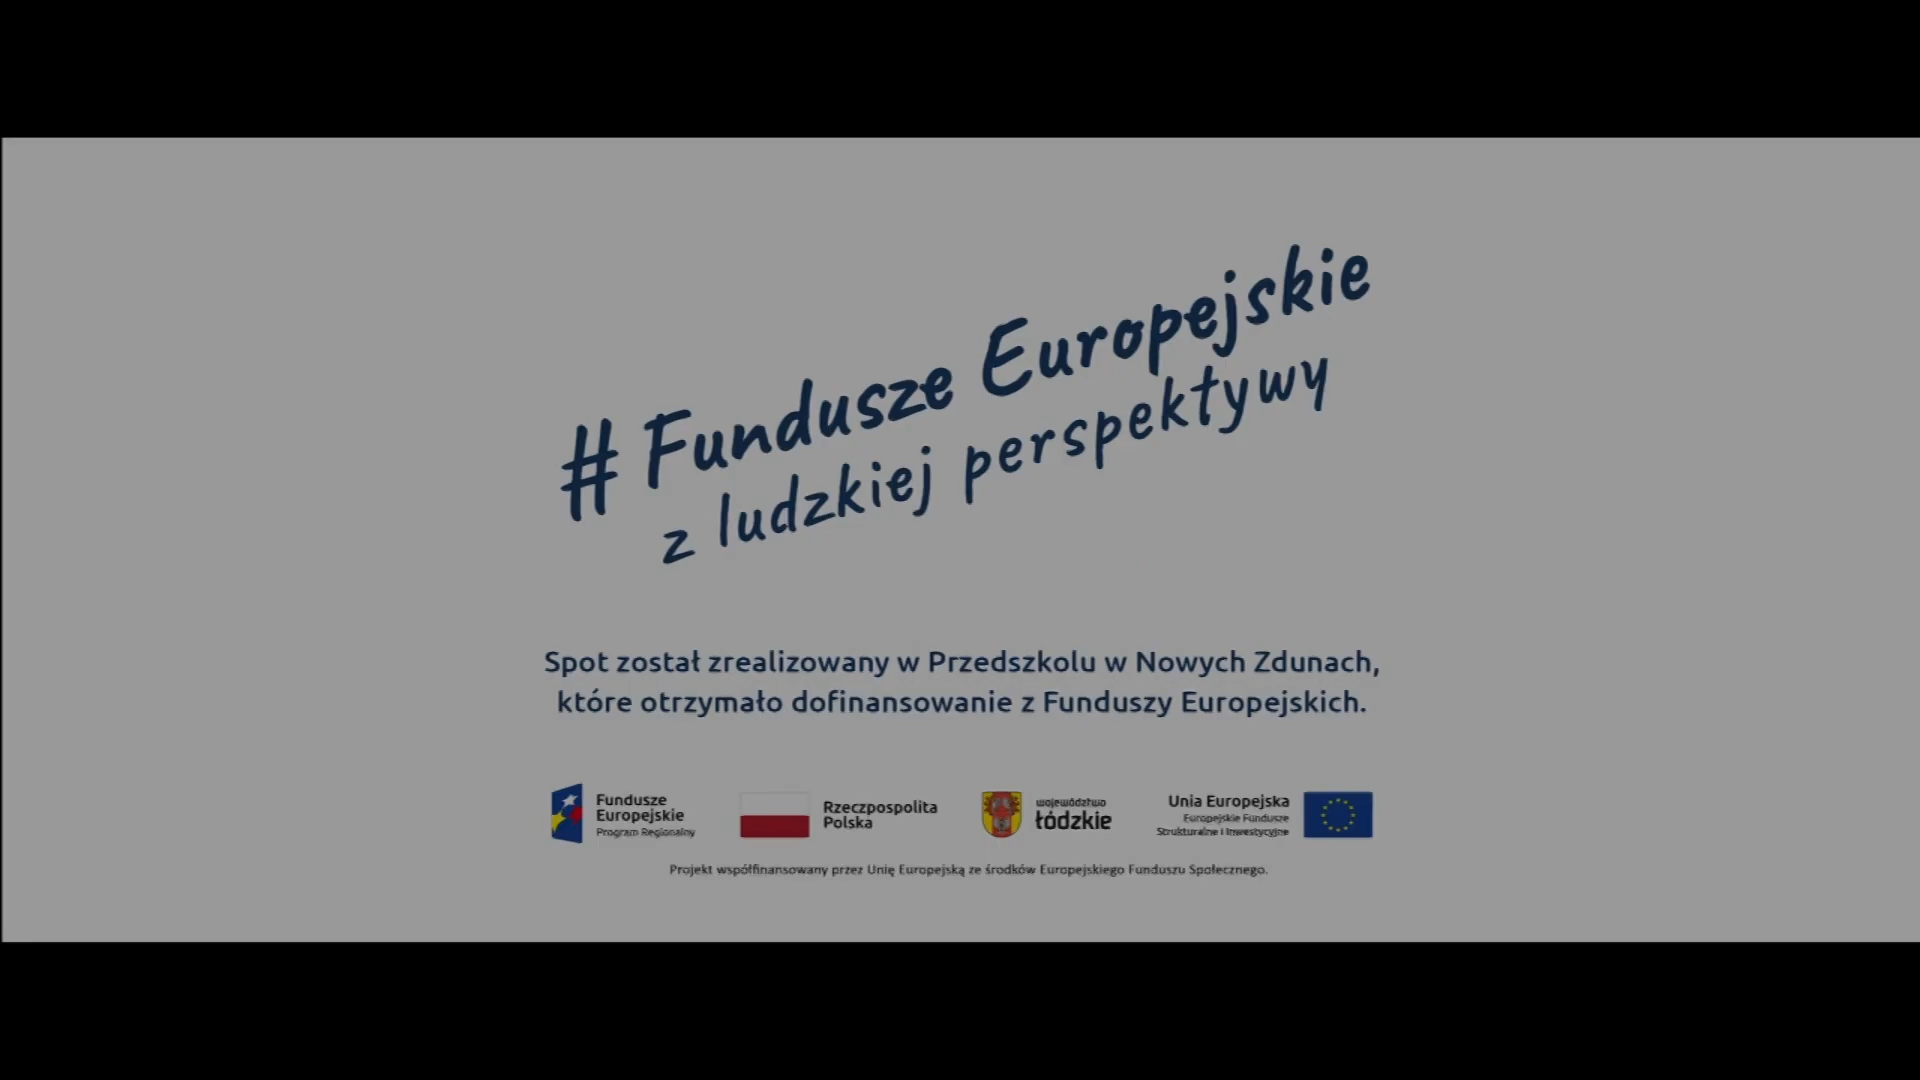 # Fundusze Europejskie
z ludzkiej perspektywy
Spot został zrealizowany w Przedszkolu w Nowych Zdunach,
które otrzymało dofinansowanie z Funduszy Europejskich.
Fundusze
Europejskie
Program Regionalny
Rzeczpospolita
Polska
województwo
łódzkie
Unia Europejska
Europejskie Fundusze
Strukturalne i Inwestycyjne
Projekt współfinansowany przez Unię Europejską ze środków Europejskiego Funduszu Społecznego.